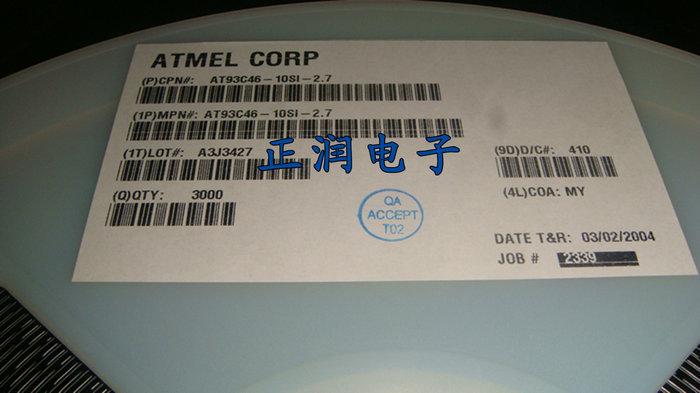 ATMEL CORP
(P)CPN#: AT93C46-10SI-2.7
(1P)MPN#: AT93C46-10SI-2.7
(1T)LOT#: A3J3427
正润电子
(9D)D/C#: 410
(Q)QTY: 3000
(4L)COA: MY
QA
ACCEPT
T02
DATE T&R: 03/02/2004
JOB # 2339